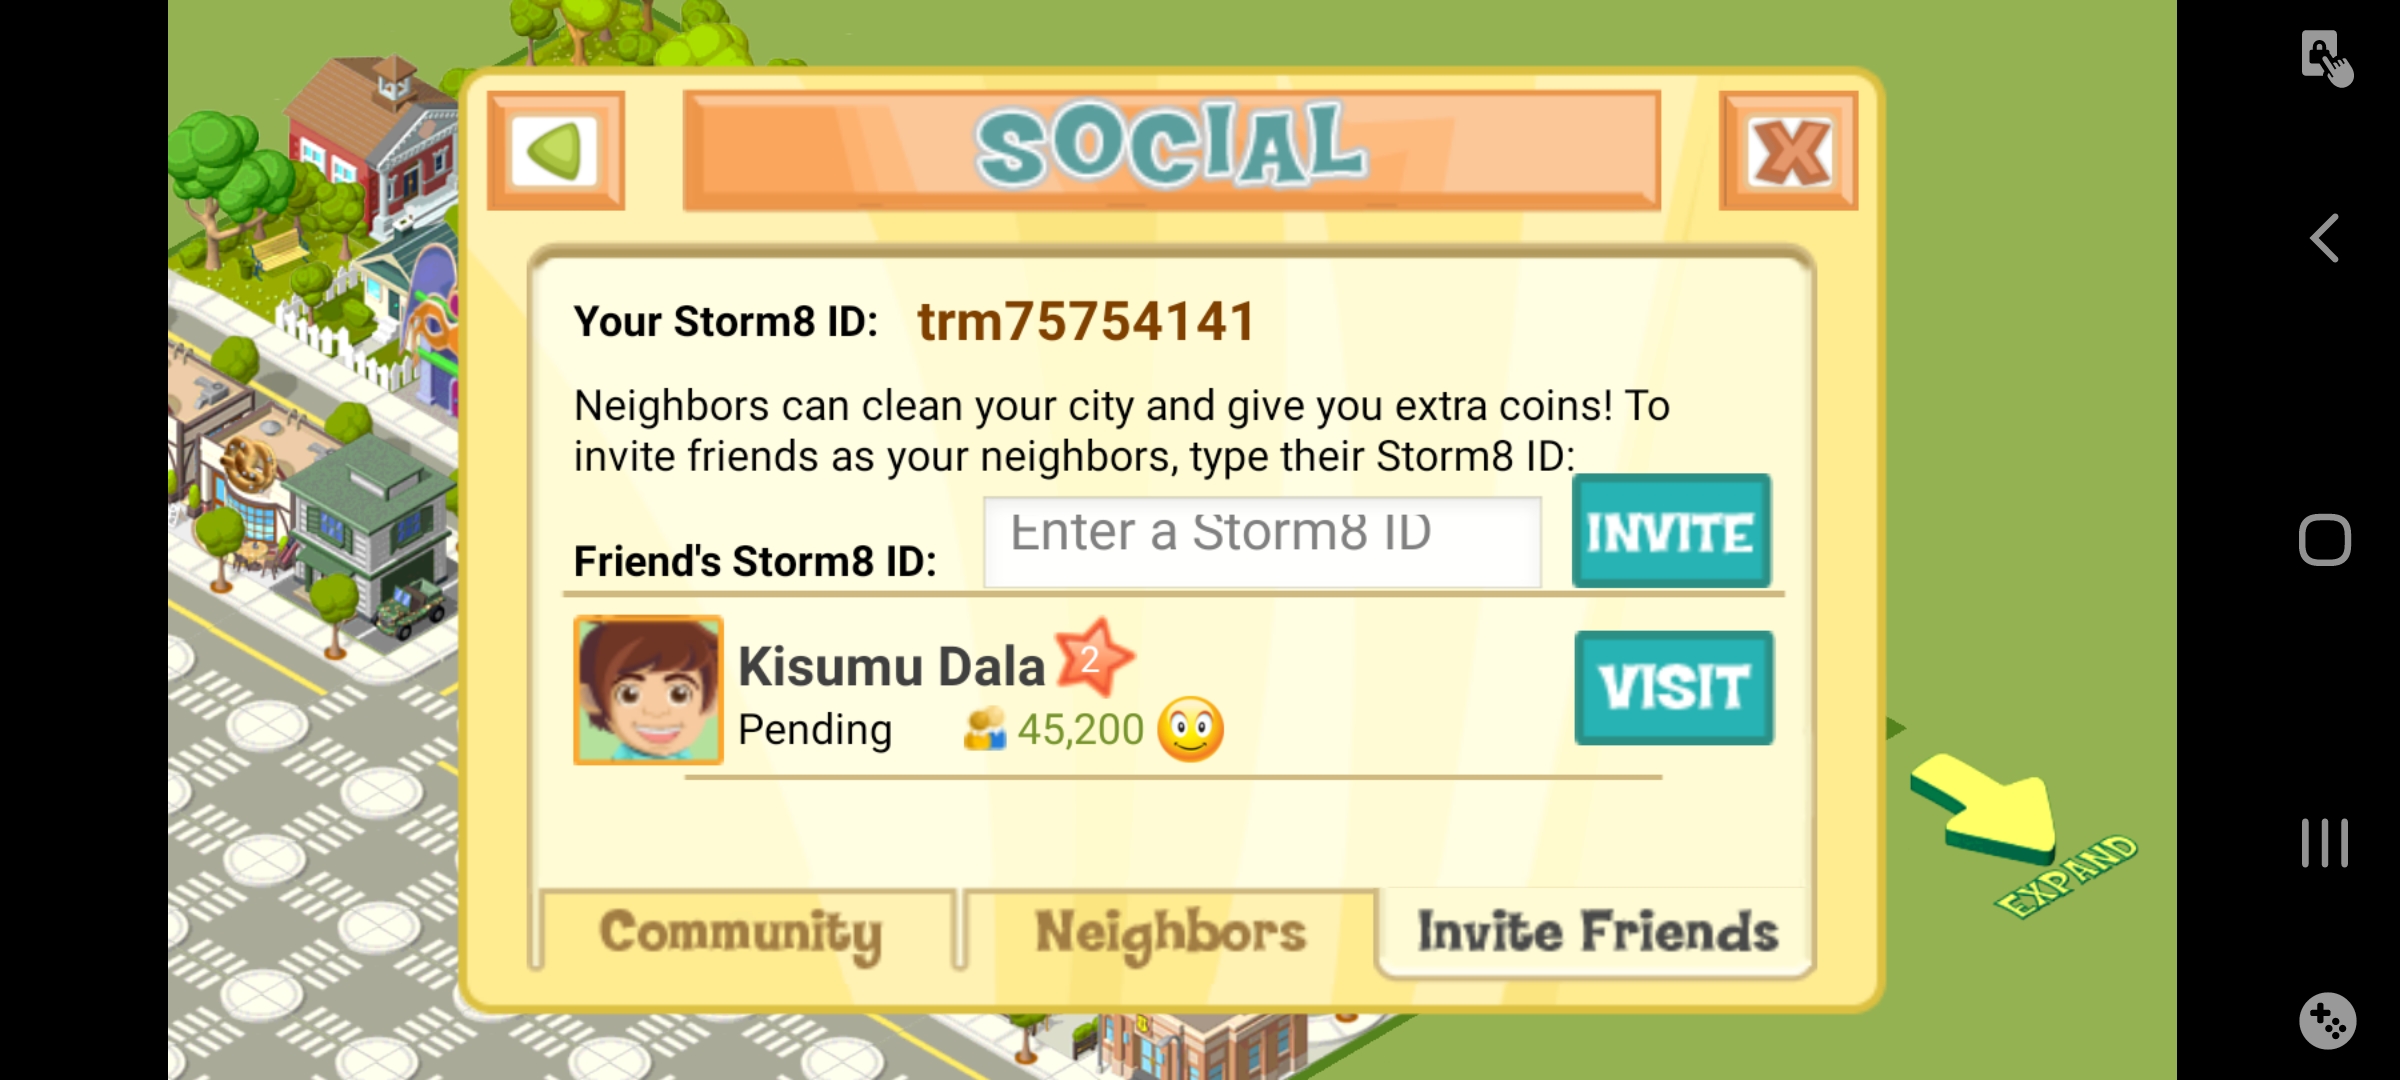 SOCIAL
Your Storm8 ID: trm75754141
Neighbors can clean your city and give you extra coins! To
invite friends as your neighbors, type their Storm8 ID:
Friend's Storm8 ID: Enter a Storm8 ID INVITE
Kisumu Dala 2
Pending 45,200 VISIT
EXPAND
Community Neighbors Invite Friends